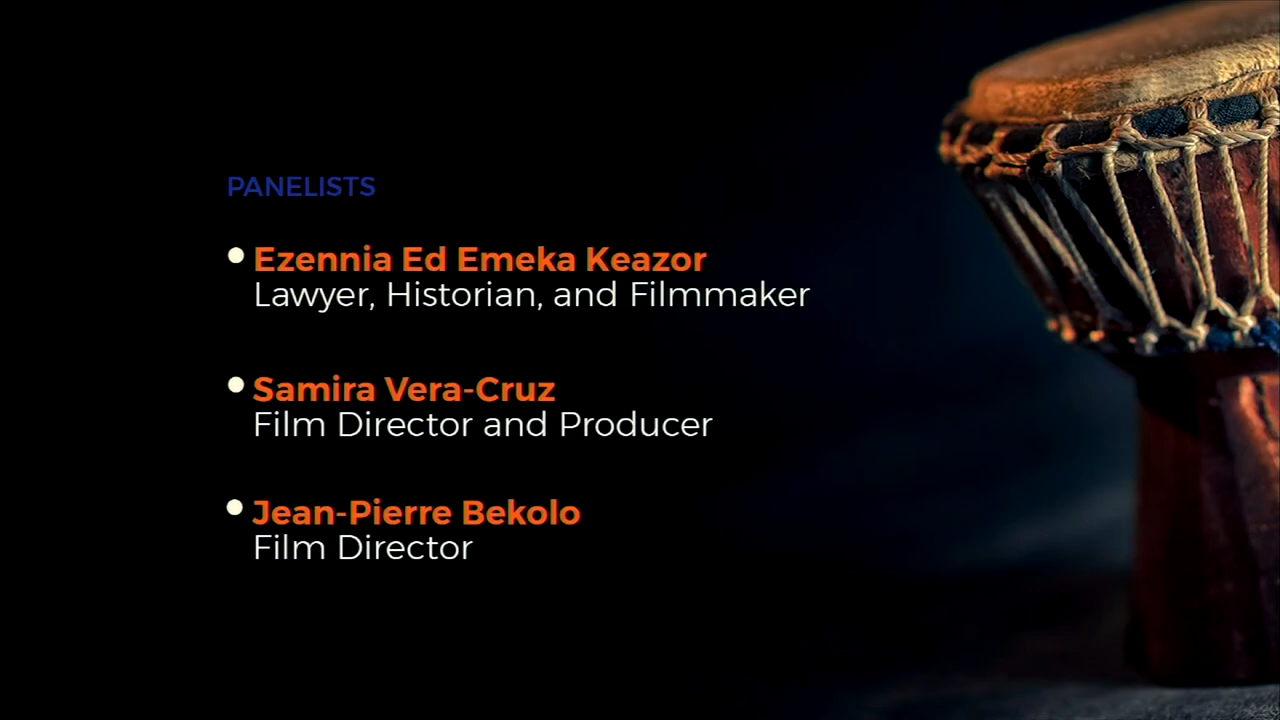 PANELISTS
Ezennia Ed Emeka Keazor
Lawyer, Historian, and Filmmaker
Samira Vera-Cruz
Film Director and Producer
Jean-Pierre Bekolo
Film Director